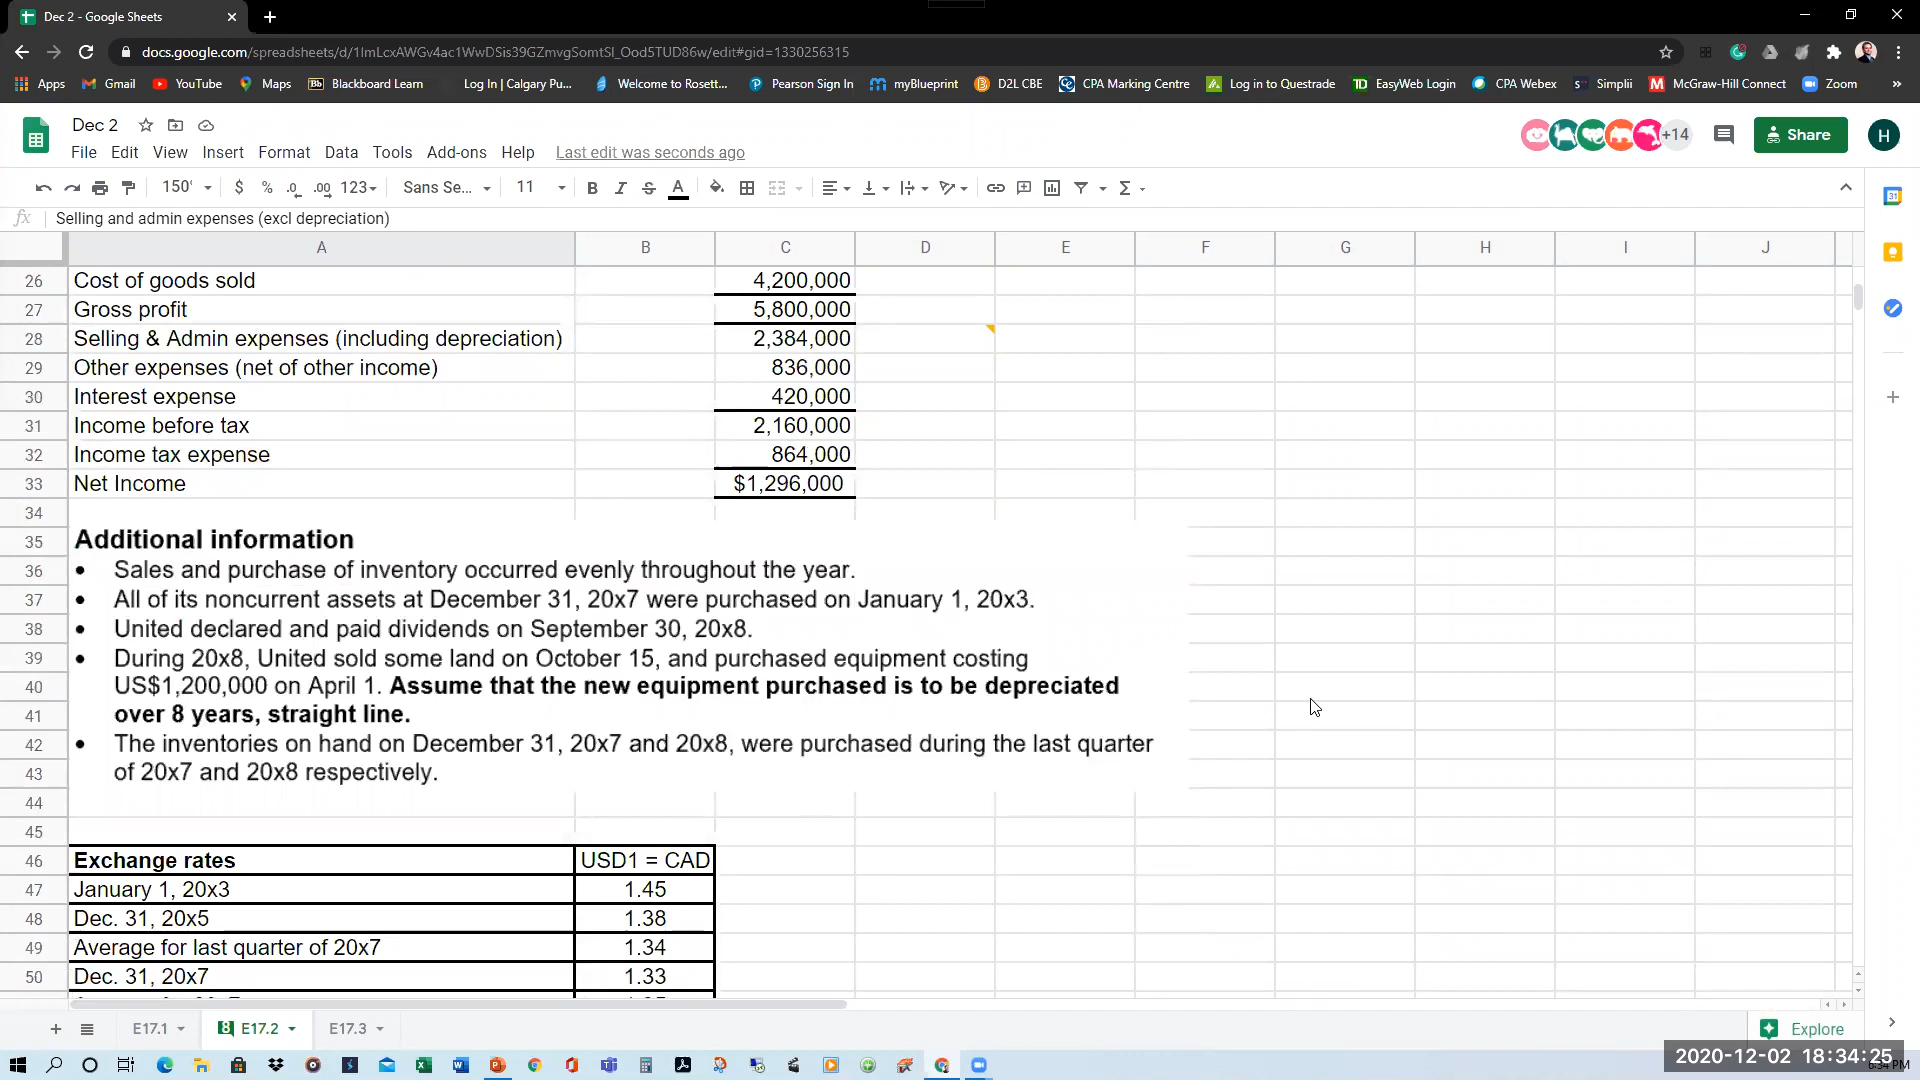 Dec 2 - Google Sheets
docs.google.com/spreadsheets/d/1ImLcxAWGv4ac1WwDSis39GZmvgSomtSl_Ood5TUD86w/edit#gid=1330256315
Apps Gmail YouTube Maps Bb Blackboard Learn Log In | Calgary Pu... Welcome to Rosett... Pearson Sign In myBlueprint D2L CBE CPA Marking Centre Log in to Questrade TD EasyWeb Login CPA Webex Simplii M McGraw-Hill Connect Zoom »
Dec 2
+14 Share H
File Edit View Insert Format Data Tools Add-ons Help Last edit was seconds ago
$ % .0 .00 123 Sans Se... 11 B I S A Σ
fx Selling and admin expenses (excl depreciation)
A B C D E F G H I J
26 Cost of goods sold 4,200,000
27 Gross profit 5,800,000
28 Selling & Admin expenses (including depreciation) 2,384,000
29 Other expenses (net of other income) 836,000
30 Interest expense 420,000
31 Income before tax 2,160,000
32 Income tax expense 864,000
33 Net Income $1,296,000
34
35 Additional information
36 • Sales and purchase of inventory occurred evenly throughout the year.
37 • All of its noncurrent assets at December 31, 20x7 were purchased on January 1, 20x3.
38 • United declared and paid dividends on September 30, 20x8.
39 • During 20x8, United sold some land on October 15, and purchased equipment costing
40 US$1,200,000 on April 1. Assume that the new equipment purchased is to be depreciated
41 over 8 years, straight line.
42 • The inventories on hand on December 31, 20x7 and 20x8, were purchased during the last quarter
43 of 20x7 and 20x8 respectively.
44
45
46 Exchange rates USD1 = CAD
47 January 1, 20x3 1.45
48 Dec. 31, 20x5 1.38
49 Average for last quarter of 20x7 1.34
50 Dec. 31, 20x7 1.33
E17.1 8 E17.2 E17.3 Explore
2020-12-02 18:34:25